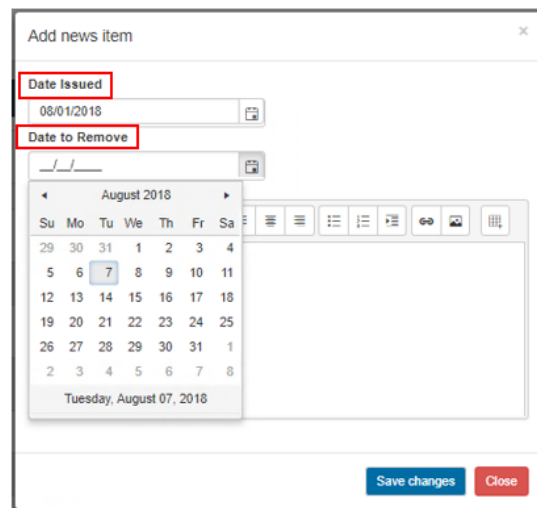 Add news item ×
Date Issued
08/01/2018
Date to Remove
__/__/____
August 2018
Su Mo Tu We Th Fr Sa
29 30 31 1 2 3 4
5 6 7 8 9 10 11
12 13 14 15 16 17 18
19 20 21 22 23 24 25
26 27 28 29 30 31 1
2 3 4 5 6 7 8
Tuesday, August 07, 2018
Save changes Close